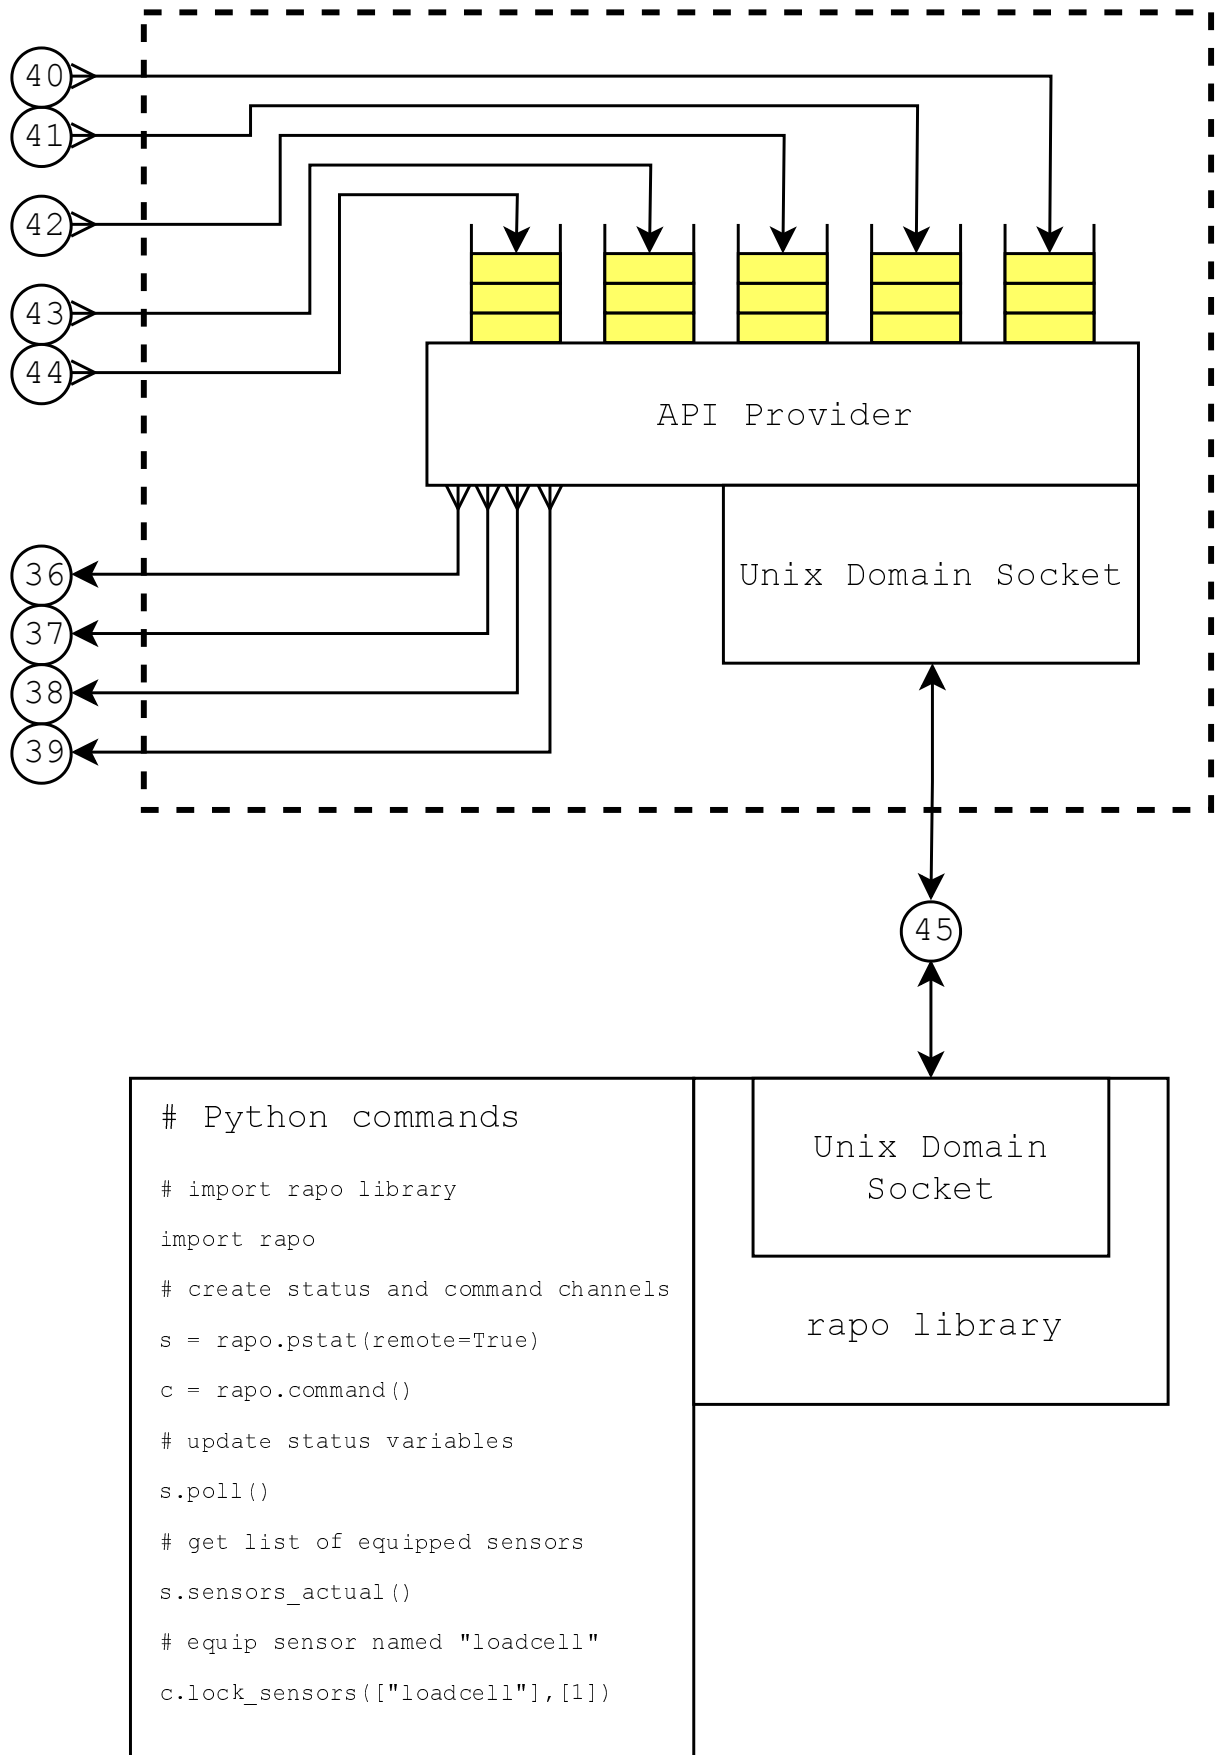 40
41
42
43
44
API Provider
Unix Domain Socket
36
37
38
39
45
# Python commands
# import rapo library
import rapo
# create status and command channels
s = rapo.pstat(remote=True)
c = rapo.command()
# update status variables
s.poll()
# get list of equipped sensors
s.sensors_actual()
# equip sensor named "loadcell"
c.lock_sensors(["loadcell"],[1])
Unix Domain
Socket
rapo library